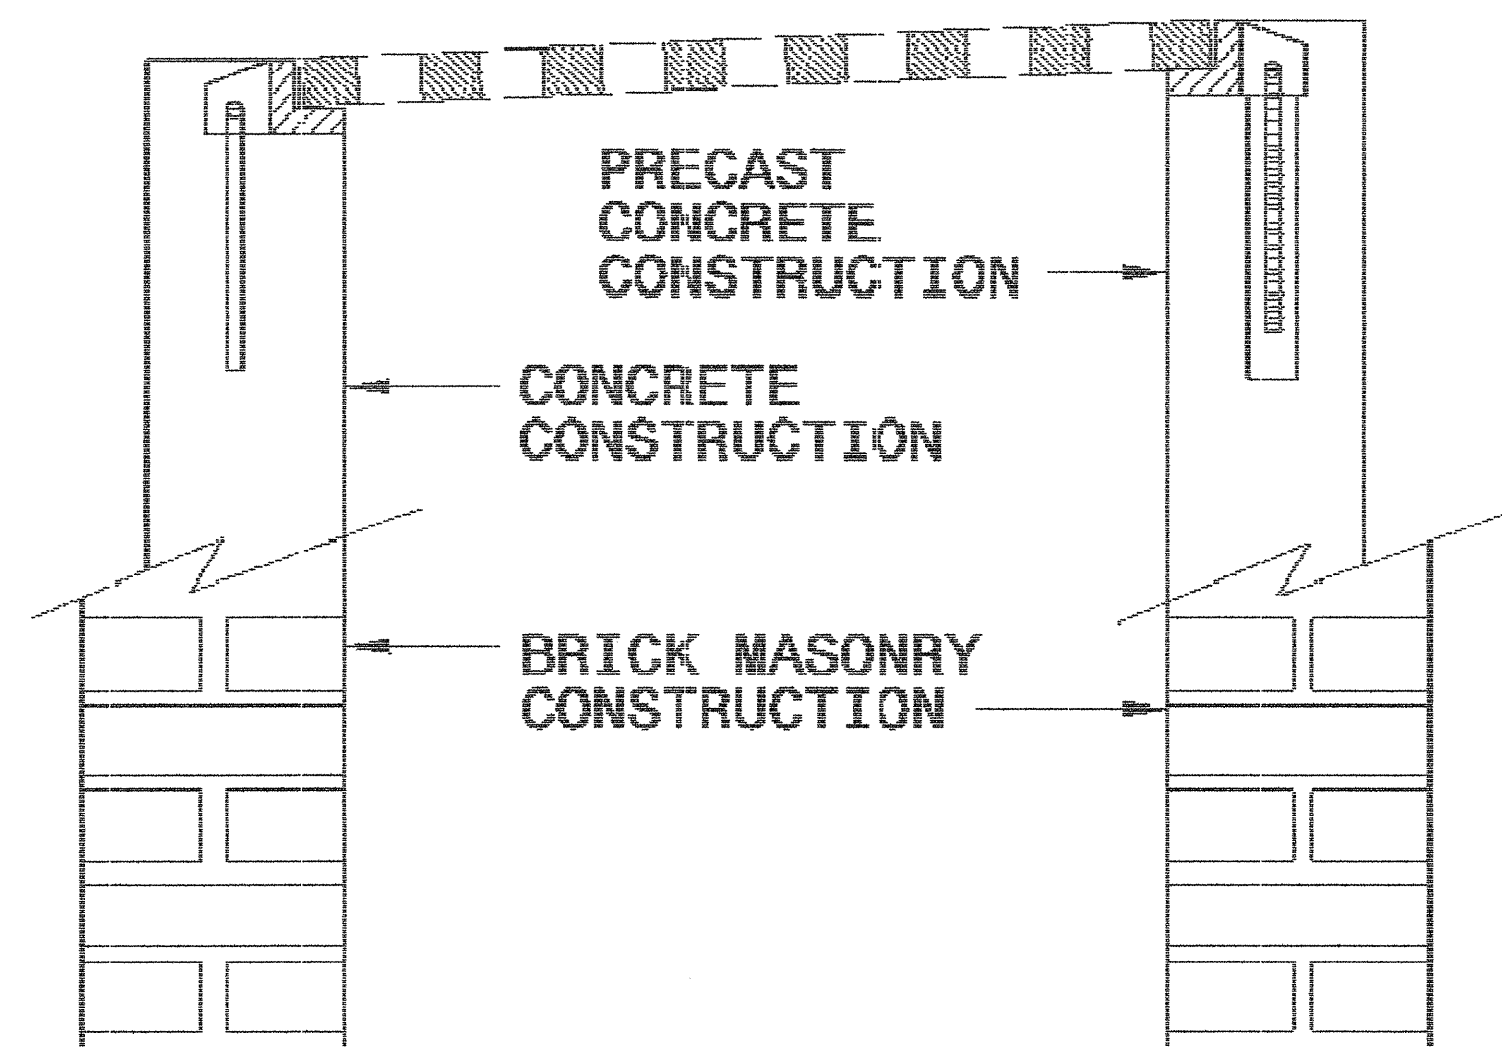 PRECAST
CONCRETE
CONSTRUCTION
CONCRETE
CONSTRUCTION
BRICK MASONRY
CONSTRUCTION